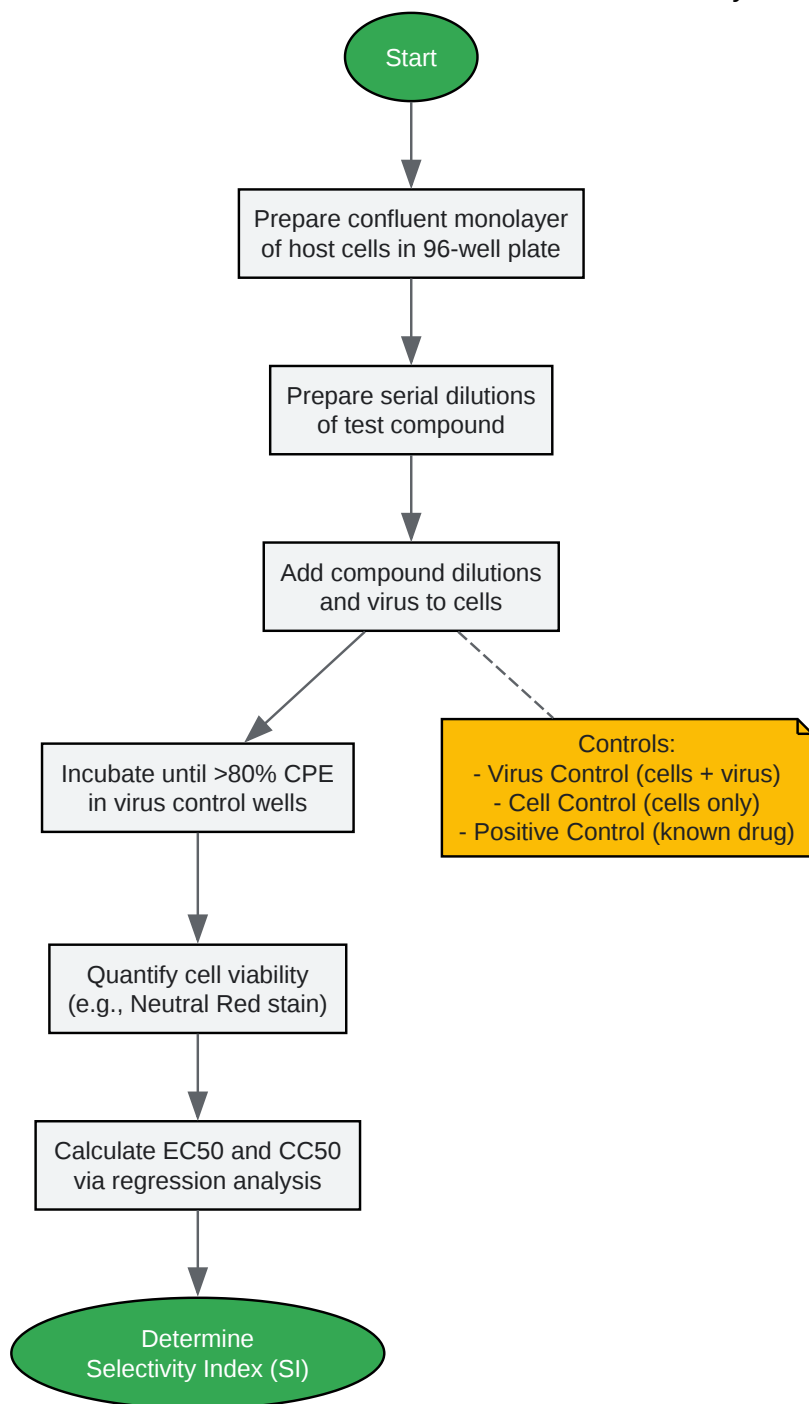 Start
Prepare confluent monolayer
of host cells in 96-well plate
Prepare serial dilutions
of test compound
Add compound dilutions
and virus to cells
Incubate until >80% CPE
in virus control wells
Controls:
- Virus Control (cells + virus)
- Cell Control (cells only)
- Positive Control (known drug)
Quantify cell viability
(e.g., Neutral Red stain)
Calculate EC50 and CC50
via regression analysis
Determine
Selectivity Index (SI)